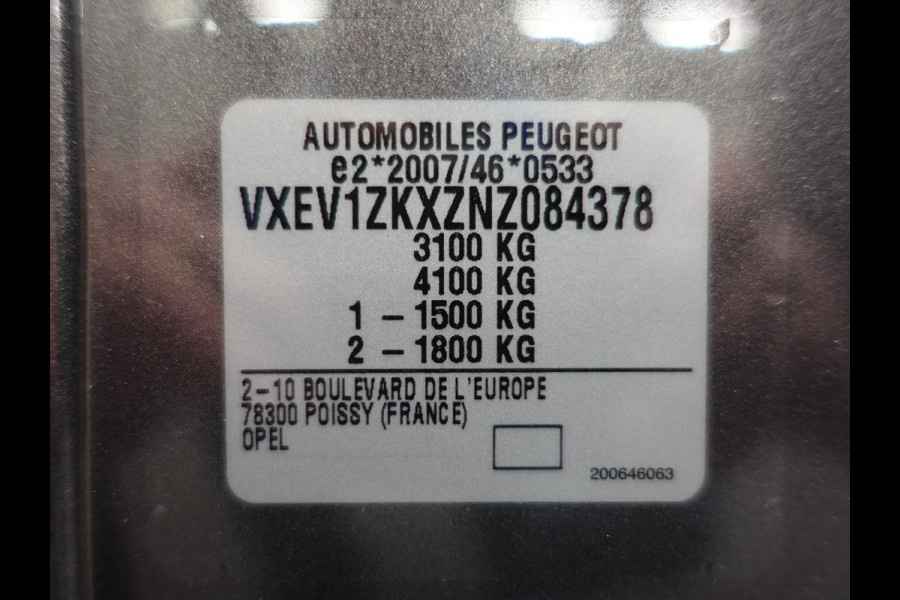 AUTOMOBILES PEUGEOT
e2*2007/46*0533
VXEV1ZKXZNZ084378
3100 KG
4100 KG
1 – 1500 KG
2 – 1800 KG
2–10 BOULEVARD DE L'EUROPE
78300 POISSY (FRANCE)
OPEL
200646063